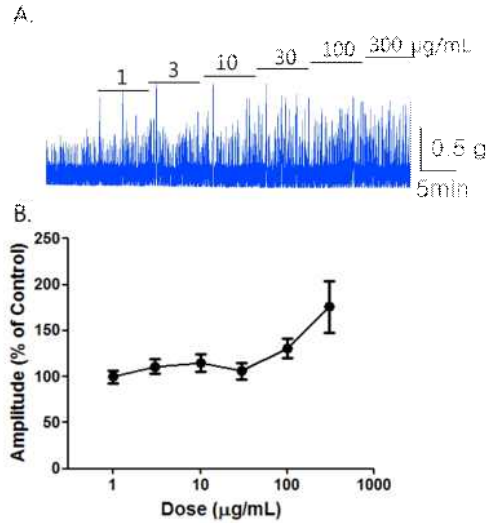 A.
1 3 10 30 100 300 μg/mL
0.5 g
5min
B.
250
200
150
100
50
0
Amplitude (% of Control)
1 10 100 1000
Dose (μg/mL)